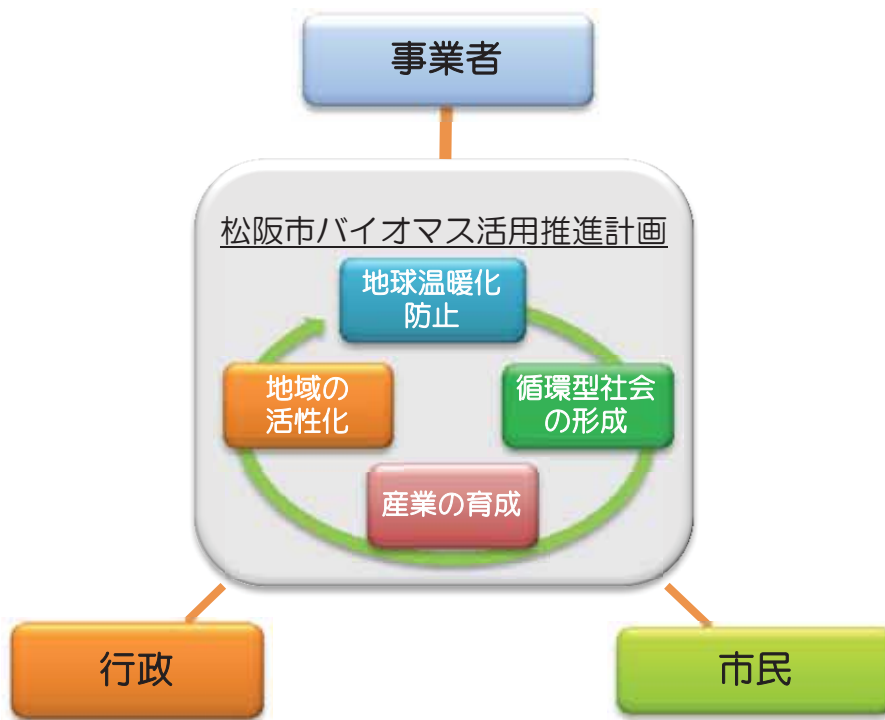 事業者
松阪市バイオマス活用推進計画
地球温暖化
防止
地域の
活性化
循環型社会
の形成
産業の育成
行政
市民